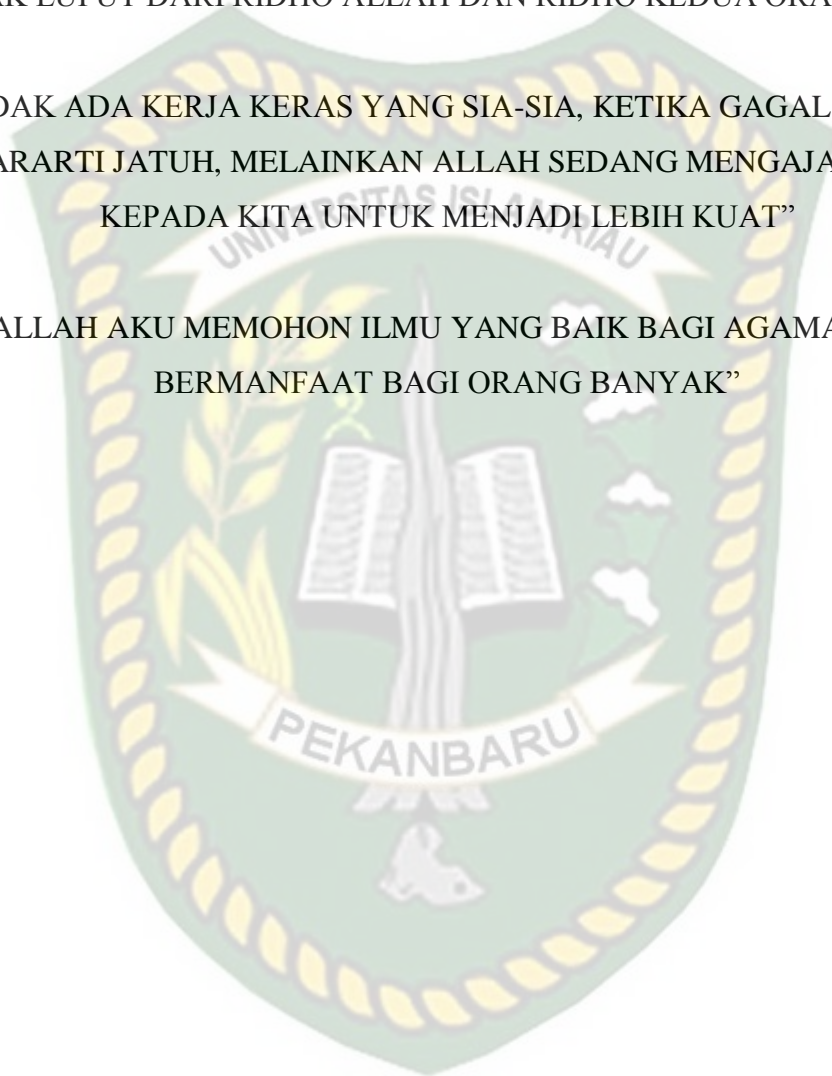 AK LUPUT DARI RIDHO ALLAH DAN RIDHO KEDUA ORA
DAK ADA KERJA KERAS YANG SIA-SIA, KETIKA GAGAL
ARARTI JATUH, MELAINKAN ALLAH SEDANG MENGAJA
KEPADA KITA UNTUK MENJADI LEBIH KUAT”
UNIVERSITAS ISLAM RIAU
ALLAH AKU MEMOHON ILMU YANG BAIK BAGI AGAMA
BERMANFAAT BAGI ORANG BANYAK”
PEKANBARU